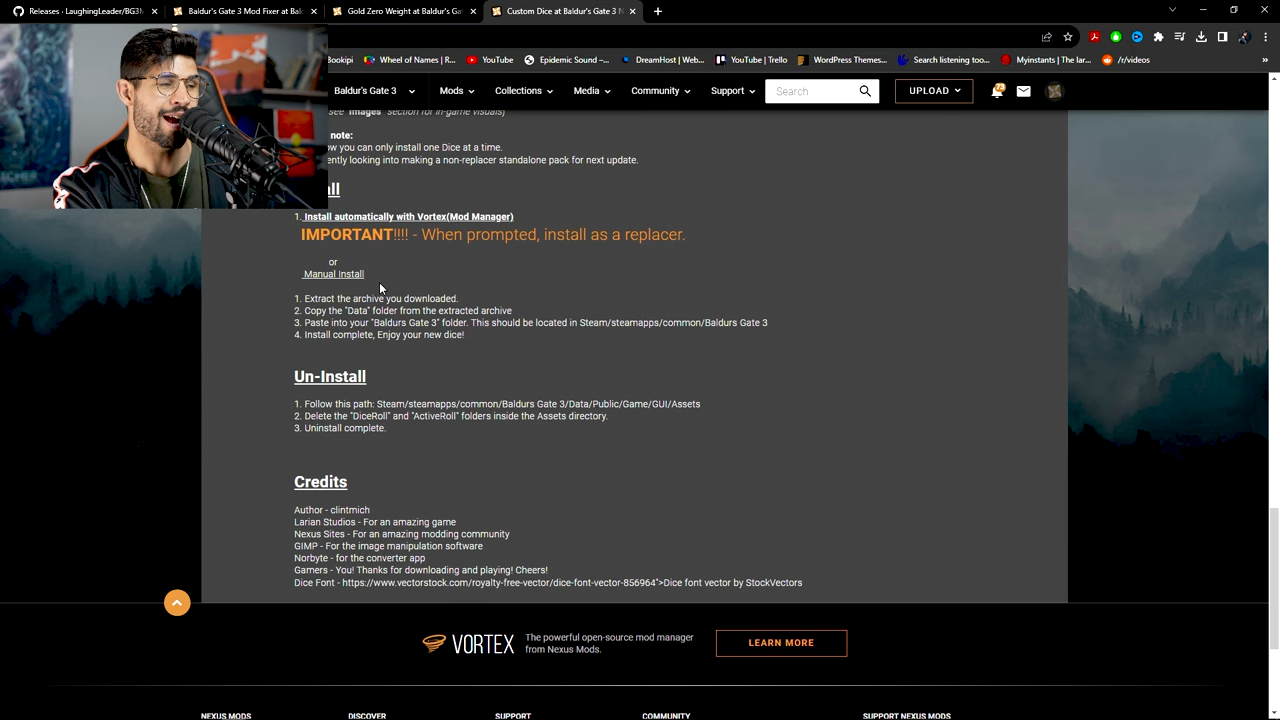 Releases · LaughingLeader/BG3M
Baldur's Gate 3 Mod Fixer at Bal
Gold Zero Weight at Baldur's Ga
Custom Dice at Baldur's Gate 3 N
Bookipi
Wheel of Names | R...
YouTube
Epidemic Sound –...
DreamHost | Web...
YouTube | Trello
WordPress Themes...
Search listening too...
Myinstants | The lar...
/r/videos
Baldur's Gate 3
Mods
Collections
Media
Community
Support
Search
UPLOAD
see "Images" section for in-game visuals)
note:
ow you can only install one Dice at a time.
ently looking into making a non-replacer standalone pack for next update.
all
1. Install automatically with Vortex(Mod Manager)
IMPORTANT!!!! - When prompted, install as a replacer.
or
Manual Install
1. Extract the archive you downloaded.
2. Copy the "Data" folder from the extracted archive
3. Paste into your "Baldurs Gate 3" folder. This should be located in Steam/steamapps/common/Baldurs Gate 3
4. Install complete, Enjoy your new dice!
Un-Install
1. Follow this path: Steam/steamapps/common/Baldurs Gate 3/Data/Public/Game/GUI/Assets
2. Delete the "DiceRoll" and "ActiveRoll" folders inside the Assets directory.
3. Uninstall complete.
Credits
Author - clintmich
Larian Studios - For an amazing game
Nexus Sites - For an amazing modding community
GIMP - For the image manipulation software
Norbyte - for the converter app
Gamers - You! Thanks for downloading and playing! Cheers!
Dice Font - https://www.vectorstock.com/royalty-free-vector/dice-font-vector-856964">Dice font vector by StockVectors
VORTEX
The powerful open-source mod manager
from Nexus Mods.
LEARN MORE
NEXUS MODS
DISCOVER
SUPPORT
COMMUNITY
SUPPORT NEXUS MODS